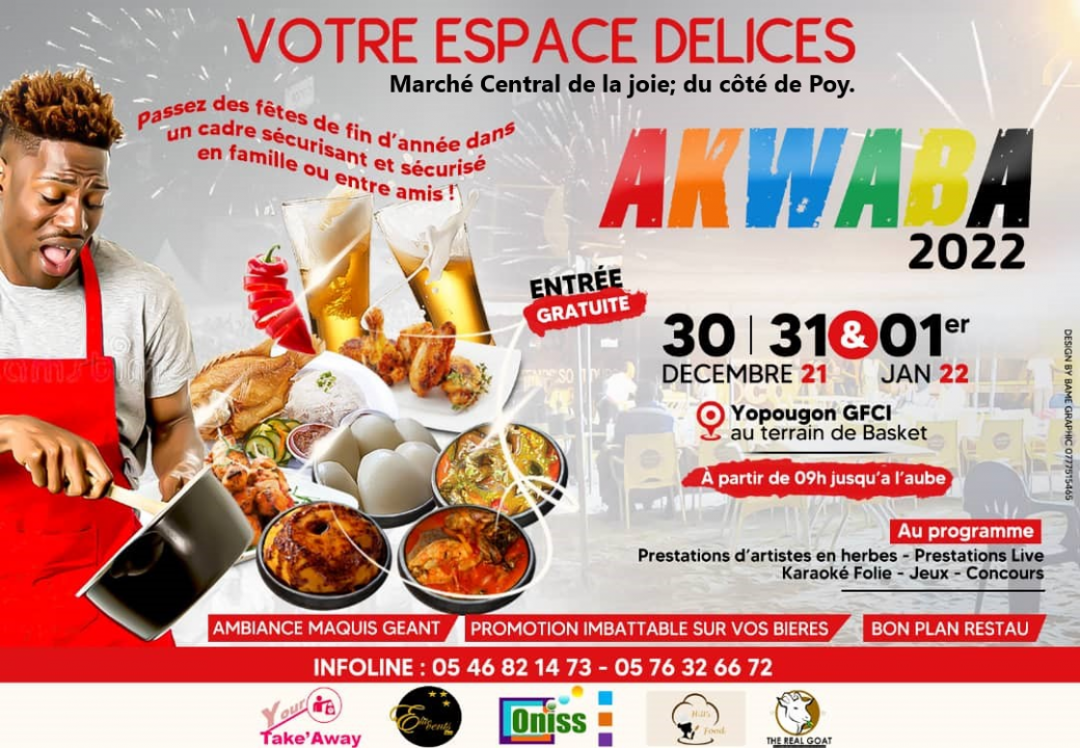 VOTRE ESPACE DELICES
Marché Central de la joie; du côté de Poy.
Passez des fêtes de fin d'année dans
un cadre sécurisant et sécurisé
en famille ou entre amis !
AKWABA
2022
ENTRÉE
GRATUITE
30 | 31 & 01er
DECEMBRE 21 JAN 22
Yopougon GFCI
au terrain de Basket
À partir de 09h jusqu'a l'aube
Au programme
Prestations d'artistes en herbes - Prestations Live
Karaoké Folie - Jeux - Concours
AMBIANCE MAQUIS GEANT
PROMOTION IMBATTABLE SUR VOS BIERES
BON PLAN RESTAU
INFOLINE : 05 46 82 14 73 - 05 76 32 66 72
Your
Take'Away
Events
Oniss
Food
THE REAL GOAT
DESIGN BY BAME GRAPHIC 0777515465